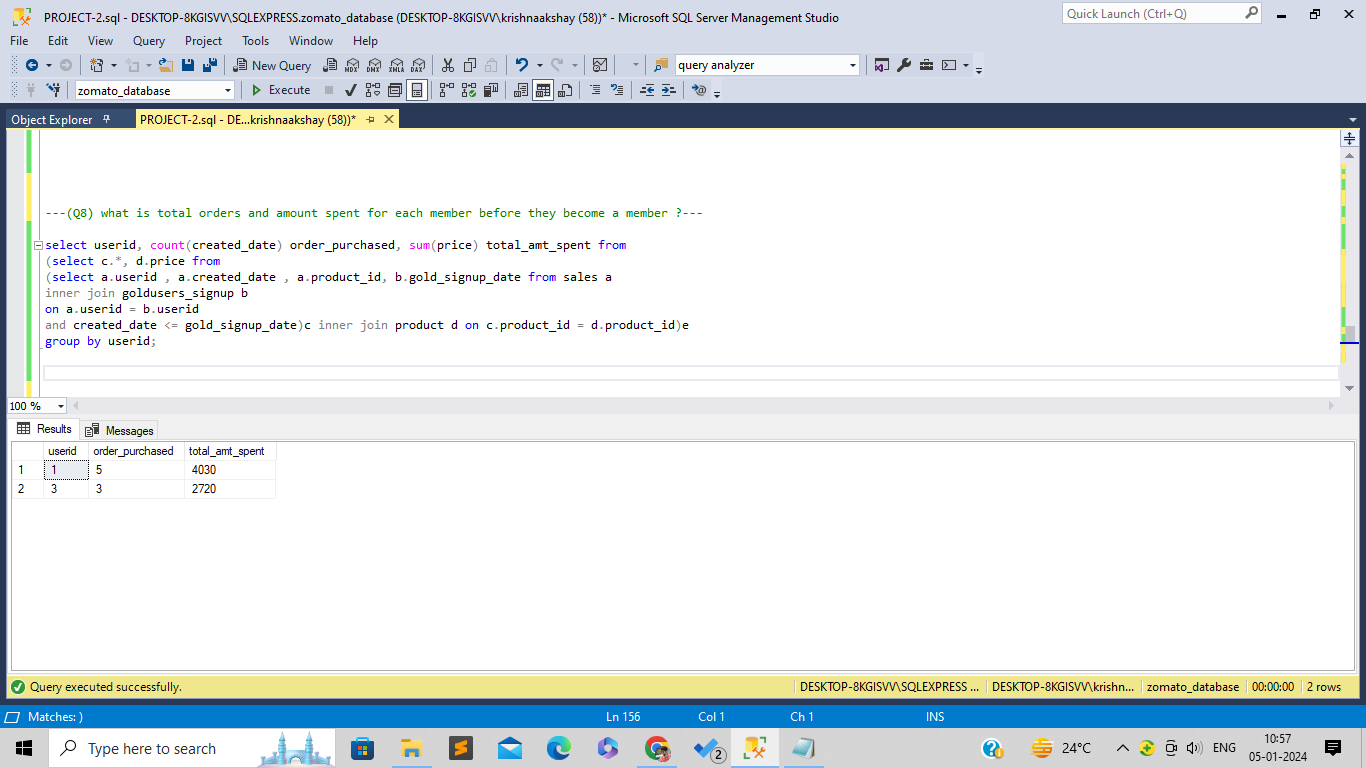 PROJECT-2.sql - DESKTOP-8KGISVV\SQLEXPRESS.zomato_database (DESKTOP-8KGISVV\krishnaakshay (58))* - Microsoft SQL Server Management Studio
Quick Launch (Ctrl+Q)
File Edit View Query Project Tools Window Help
New Query MDX DMX XMLA DAX query analyzer
zomato_database Execute
Object Explorer PROJECT-2.sql - DE...krishnaakshay (58))*
---(Q8) what is total orders and amount spent for each member before they become a member ?---
select userid, count(created_date) order_purchased, sum(price) total_amt_spent from
(select c.*, d.price from
(select a.userid , a.created_date , a.product_id, b.gold_signup_date from sales a
inner join goldusers_signup b
on a.userid = b.userid
and created_date <= gold_signup_date)c inner join product d on c.product_id = d.product_id)e
group by userid;
100 %
Results Messages
userid order_purchased total_amt_spent
1 1 5 4030
2 3 3 2720
Query executed successfully. DESKTOP-8KGISVV\SQLEXPRESS ... DESKTOP-8KGISVV\krishn... zomato_database 00:00:00 2 rows
Matches: ) Ln 156 Col 1 Ch 1 INS
Type here to search 2 24°C ENG 10:57
05-01-2024